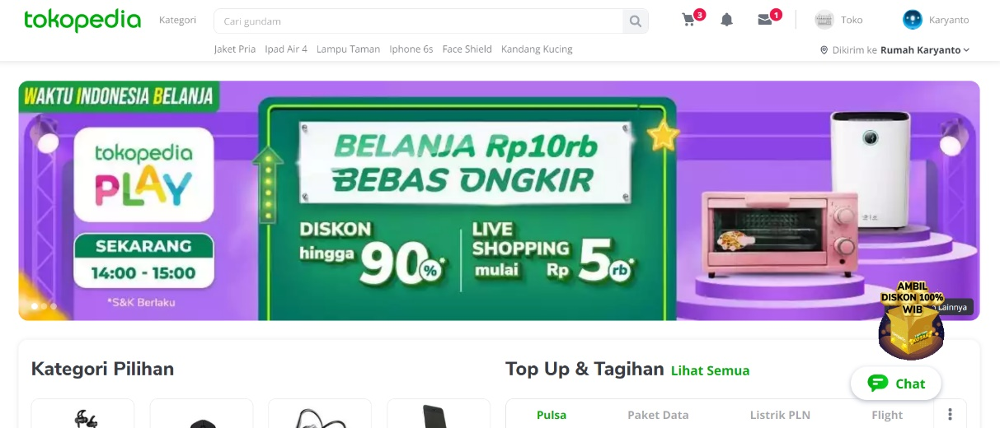 tokopedia
Kategori
Cari gundam
3
1
Toko
Karyanto
Jaket Pria Ipad Air 4 Lampu Taman Iphone 6s Face Shield Kandang Kucing
Dikirim ke Rumah Karyanto
WAKTU INDONESIA BELANJA
tokopedia
PLAY
SEKARANG
14:00 - 15:00
*S&K Berlaku
BELANJA Rp10rb
BEBAS ONGKIR
DISKON
hingga
90%*
LIVE
SHOPPING
mulai Rp 5rb*
AMBIL
DISKON 100%
WIB
Lainnya
Kategori Pilihan
Top Up & Tagihan Lihat Semua
Chat
Pulsa Paket Data Listrik PLN Flight